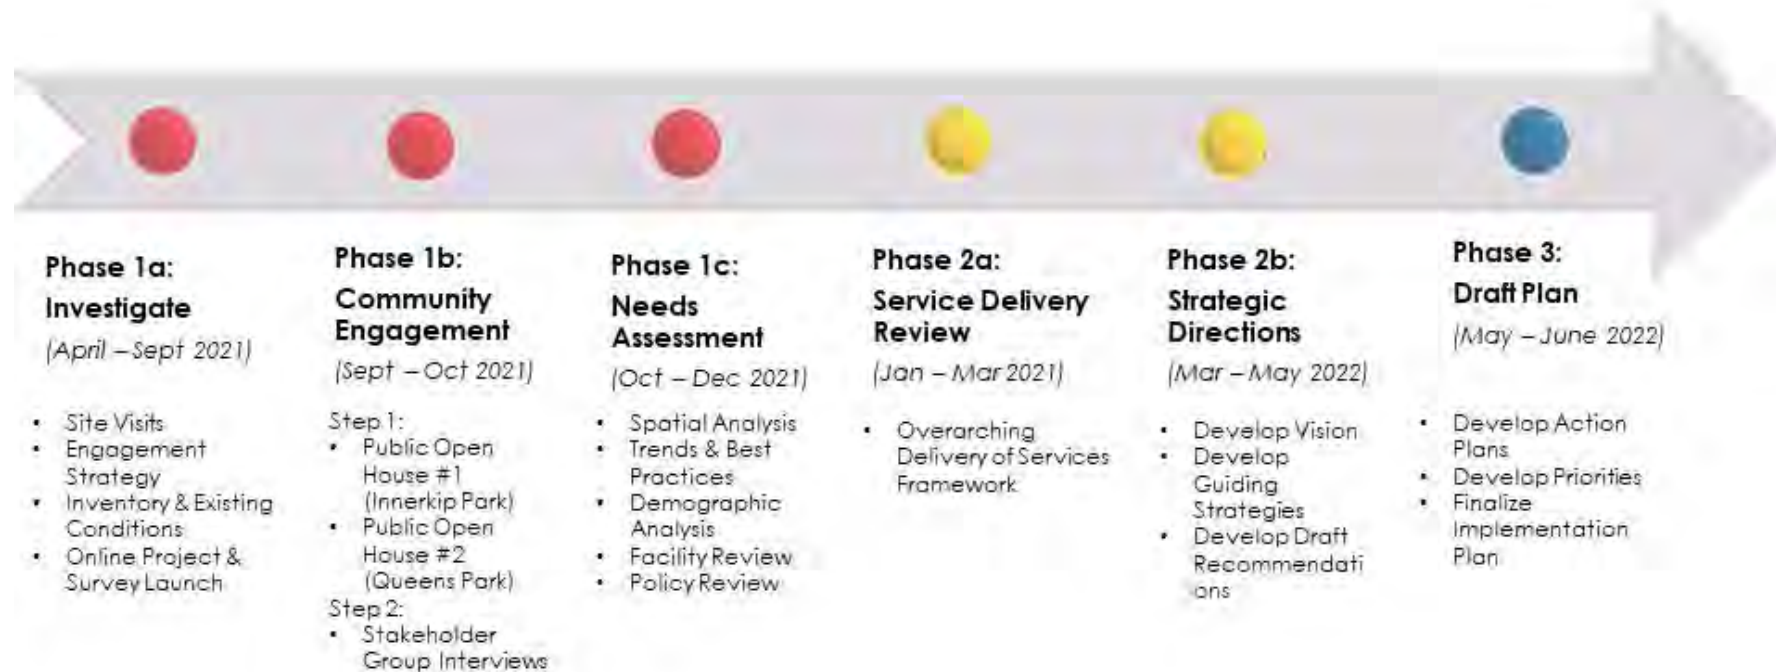 Phase 1a:
Investigate
(April – Sept 2021)
• Site Visits
• Engagement
Strategy
• Inventory & Existing
Conditions
• Online Project &
Survey Launch
Phase 1b:
Community
Engagement
(Sept – Oct 2021)
Step 1:
• Public Open
House #1
(Innerkip Park)
• Public Open
House #2
(Queens Park)
Step 2:
• Stakeholder
Group Interviews
Phase 1c:
Needs
Assessment
(Oct – Dec 2021)
• Spatial Analysis
• Trends & Best
Practices
• Demographic
Analysis
• Facility Review
• Policy Review
Phase 2a:
Service Delivery
Review
(Jan – Mar 2021)
• Overarching
Delivery of Services
Framework
Phase 2b:
Strategic
Directions
(Mar – May 2022)
• Develop Vision
• Develop
Guiding
Strategies
• Develop Draft
Recommendati
ons
Phase 3:
Draft Plan
(May – June 2022)
• Develop Action
Plans
• Develop Priorities
• Finalize
Implementation
Plan